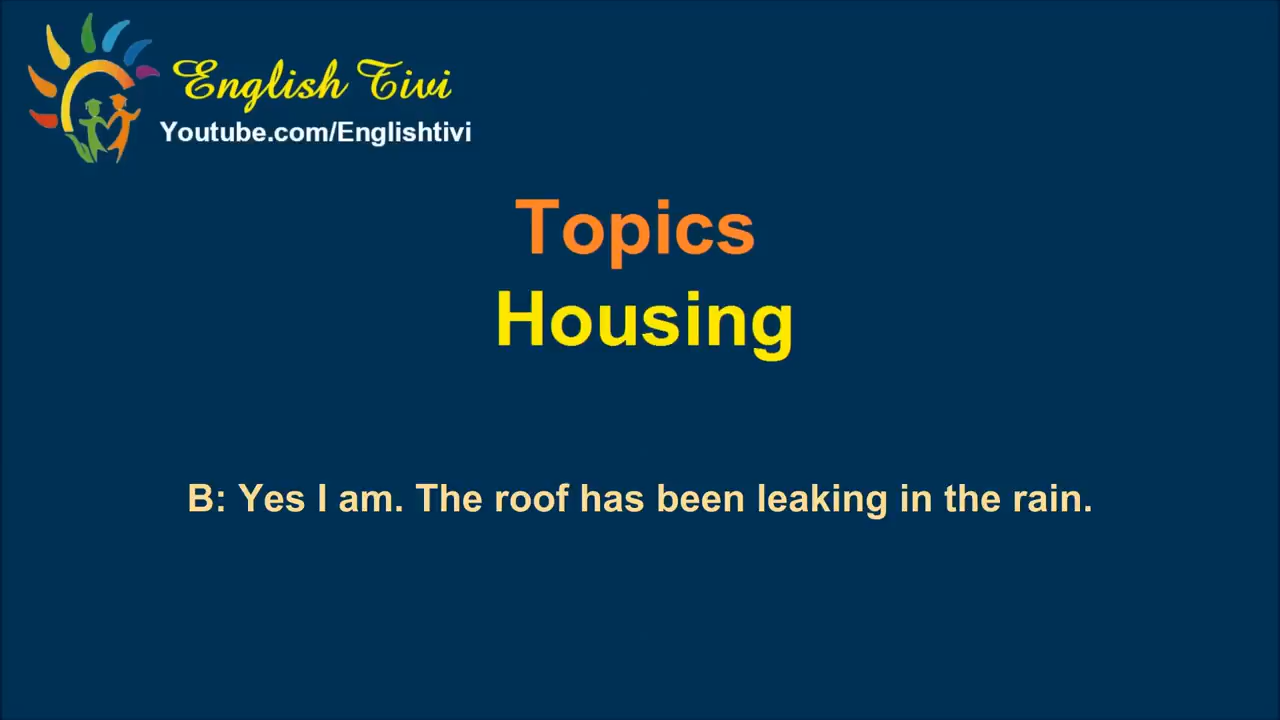 English Tivi
Youtube.com/Englishtivi
Topics
Housing
B: Yes I am. The roof has been leaking in the rain.